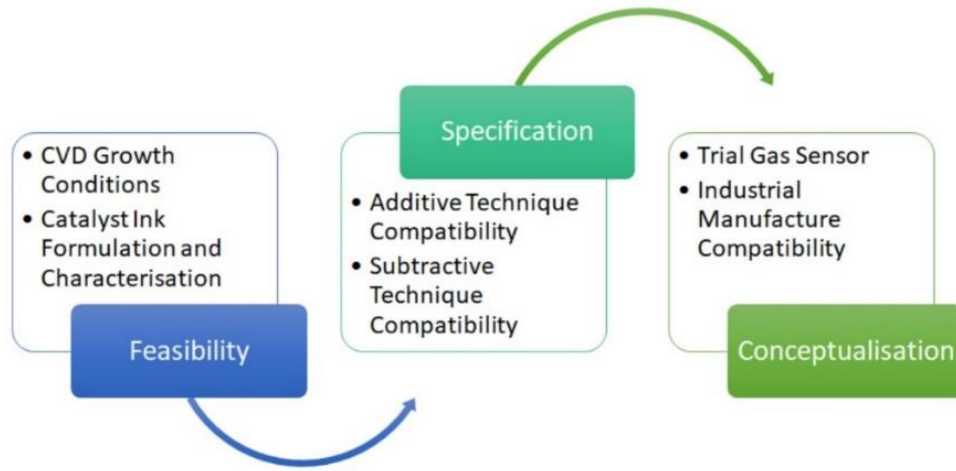 • CVD Growth
Conditions
• Catalyst Ink
Formulation and
Characterisation
Feasibility
Specification
• Additive Technique
Compatibility
• Subtractive
Technique
Compatibility
• Trial Gas Sensor
• Industrial
Manufacture
Compatibility
Conceptualisation